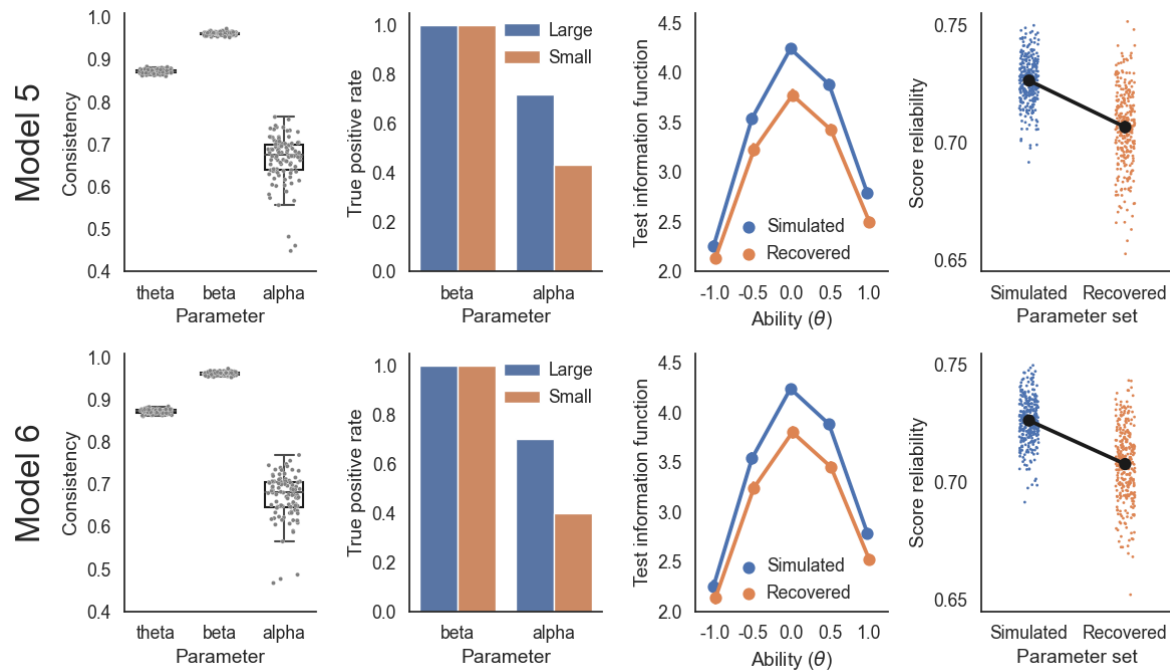 Model 5
1.0
0.9
0.8
0.7
0.6
0.5
0.4
Consistency
theta beta alpha
Parameter
1.0
0.8
0.6
0.4
0.2
0.0
True positive rate
Large
Small
beta alpha
Parameter
4.5
4.0
3.5
3.0
2.5
2.0
Test information function
Simulated
Recovered
-1.0 -0.5 0.0 0.5 1.0
Ability (θ)
0.75
0.70
0.65
Score reliability
Simulated Recovered
Parameter set
Model 6
1.0
0.9
0.8
0.7
0.6
0.5
0.4
Consistency
theta beta alpha
Parameter
1.0
0.8
0.6
0.4
0.2
0.0
True positive rate
Large
Small
beta alpha
Parameter
4.5
4.0
3.5
3.0
2.5
2.0
Test information function
Simulated
Recovered
-1.0 -0.5 0.0 0.5 1.0
Ability (θ)
0.75
0.70
0.65
Score reliability
Simulated Recovered
Parameter set